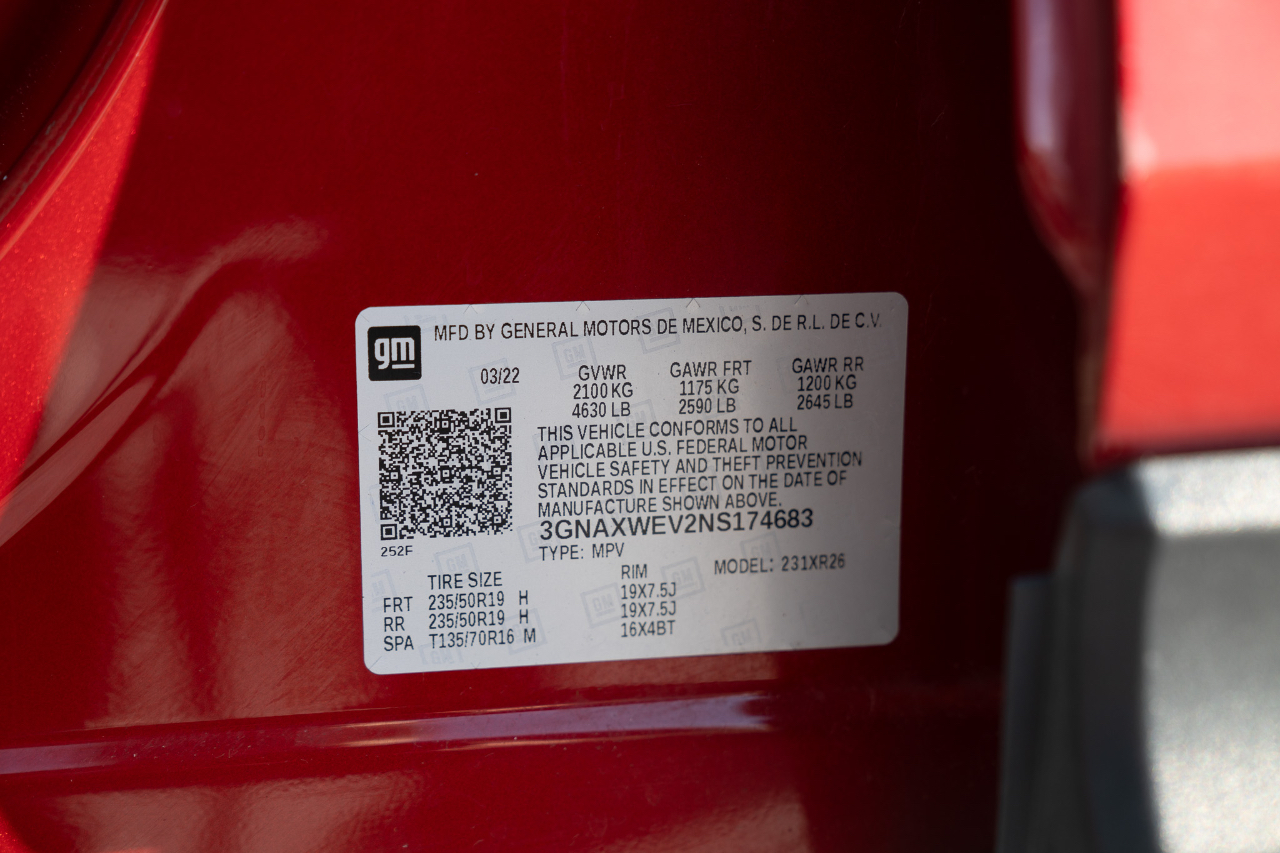 gm
MFD BY GENERAL MOTORS DE MEXICO, S. DE R.L. DE C.V.
03/22
GVWR GAWR FRT GAWR RR
2100 KG 1175 KG 1200 KG
4630 LB 2590 LB 2645 LB
THIS VEHICLE CONFORMS TO ALL
APPLICABLE U.S. FEDERAL MOTOR
VEHICLE SAFETY AND THEFT PREVENTION
STANDARDS IN EFFECT ON THE DATE OF
MANUFACTURE SHOWN ABOVE.
3GNAXWEV2NS174683
252F
TYPE: MPV
MODEL: 231XR26
TIRE SIZE RIM
FRT 235/50R19 H 19X7.5J
RR 235/50R19 H 19X7.5J
SPA T135/70R16 M 16X4BT